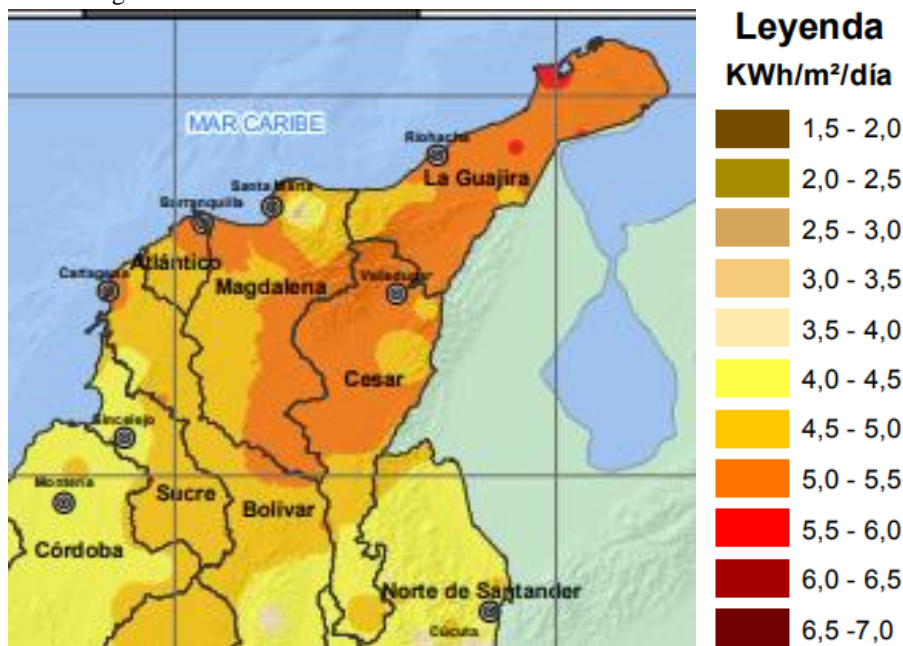 MAR CARIBE
Riohacha
La Guajira
Santa Marta
Barranquilla
Atlántico
Cartagena
Magdalena
Valledupar
Cesar
Sincelejo
Montería
Sucre
Bolívar
Córdoba
Norte de Santander
Cúcuta
Leyenda
KWh/m²/día
1,5 - 2,0
2,0 - 2,5
2,5 - 3,0
3,0 - 3,5
3,5 - 4,0
4,0 - 4,5
4,5 - 5,0
5,0 - 5,5
5,5 - 6,0
6,0 - 6,5
6,5 -7,0